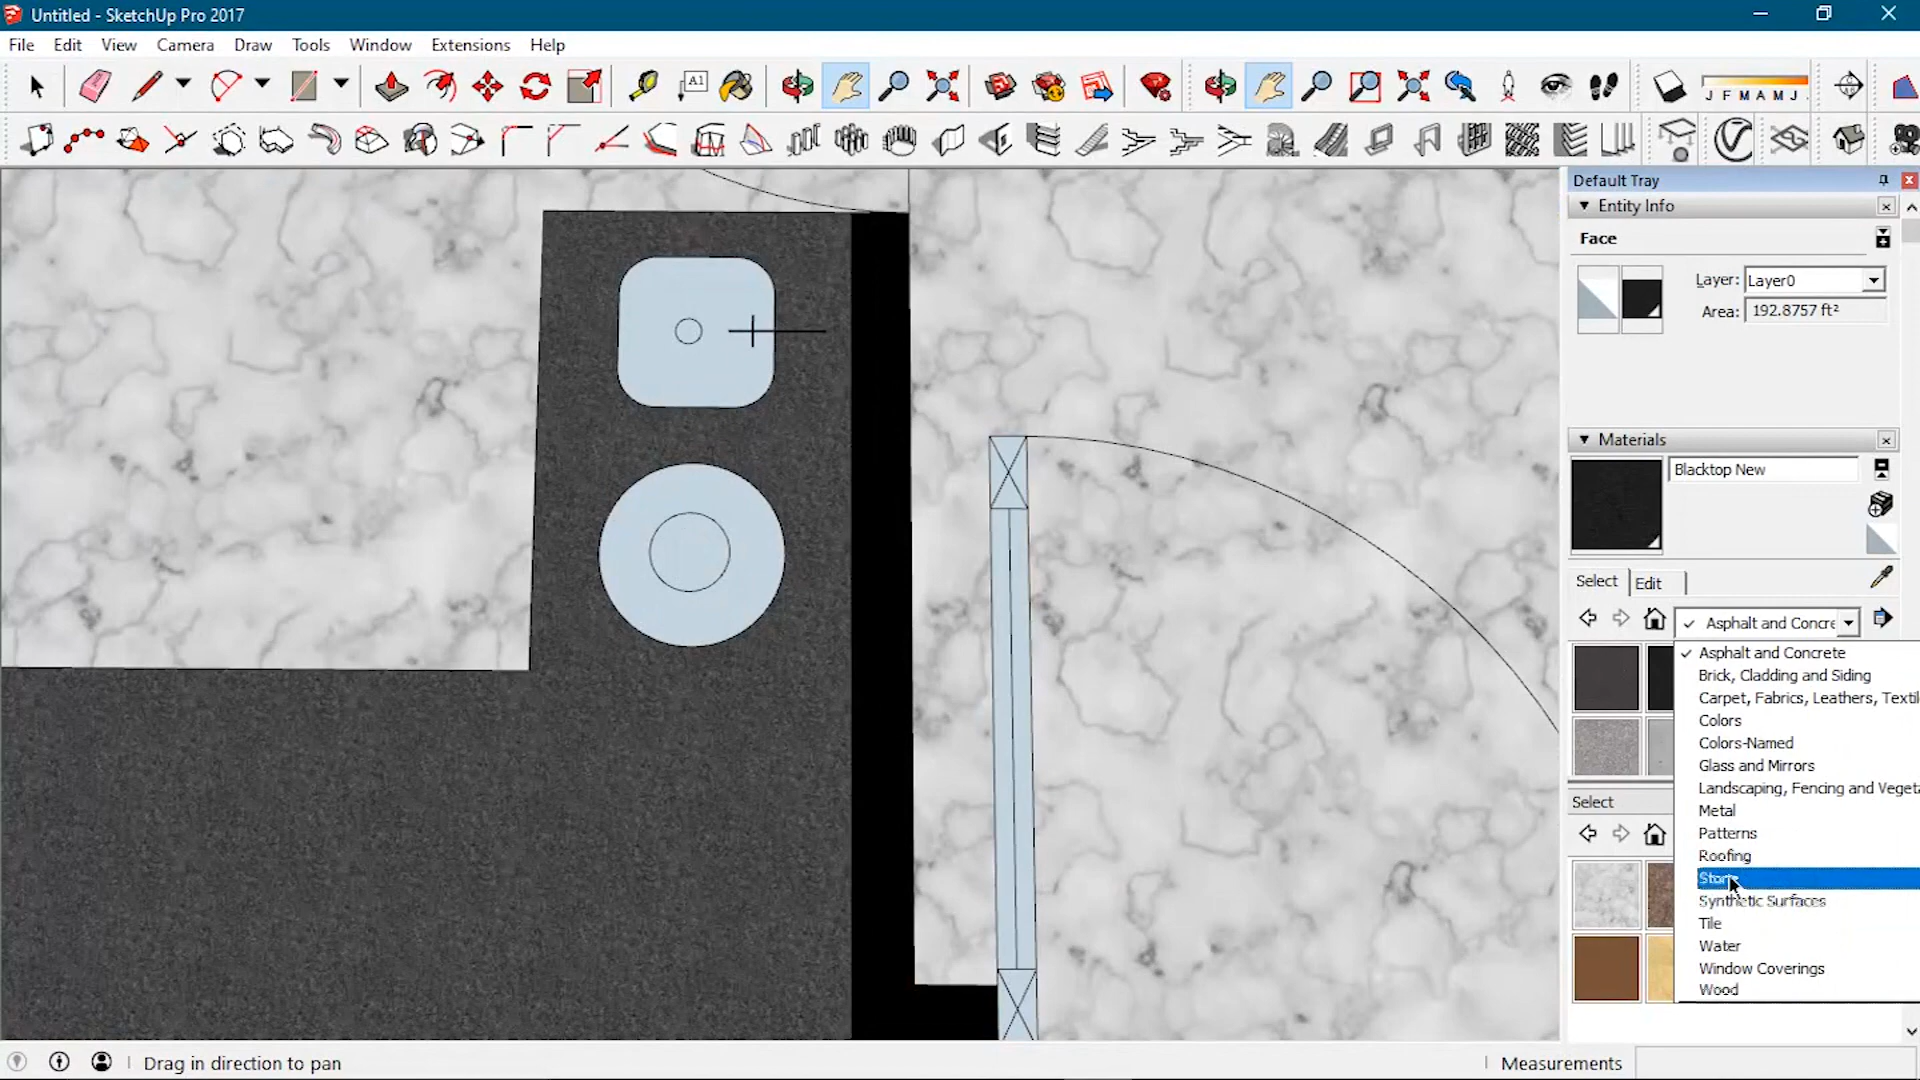 Untitled - SketchUp Pro 2017
File Edit View Camera Draw Tools Window Extensions Help
A1
J F M A M J
Default Tray
Entity Info
Face
Layer: Layer0
Area: 192.8757 ft²
Materials
Blacktop New
Select Edit
Asphalt and Concre
Asphalt and Concrete
Brick, Cladding and Siding
Carpet, Fabrics, Leathers, Textil
Colors
Colors-Named
Glass and Mirrors
Landscaping, Fencing and Vegeta
Select
Metal
Patterns
Roofing
Synthetic Surfaces
Tile
Water
Window Coverings
Wood
Drag in direction to pan
Measurements